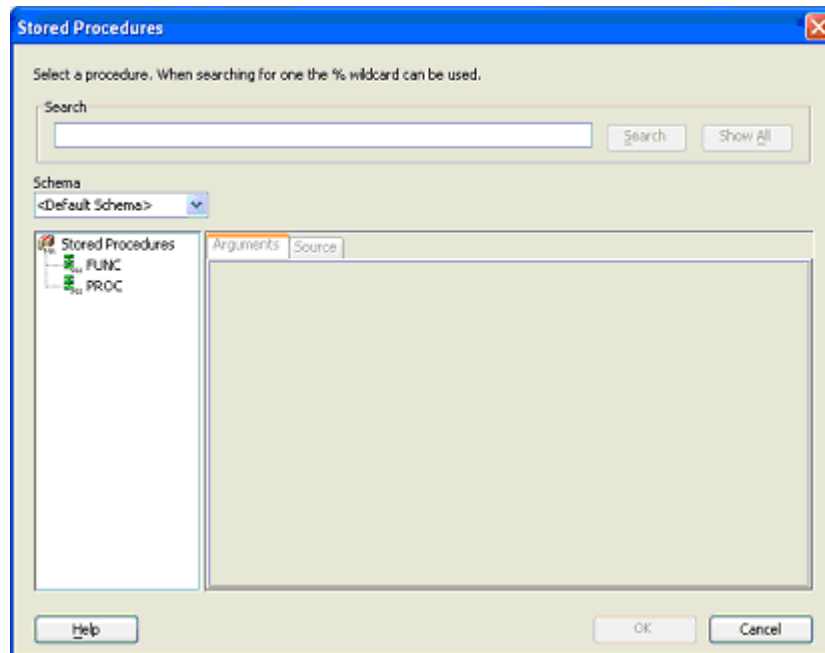 Stored Procedures
Select a procedure. When searching for one the % wildcard can be used.
Search
Search
Show All
Schema
<Default Schema>
Stored Procedures
FUNC
PROC
Arguments
Source
Help
OK
Cancel